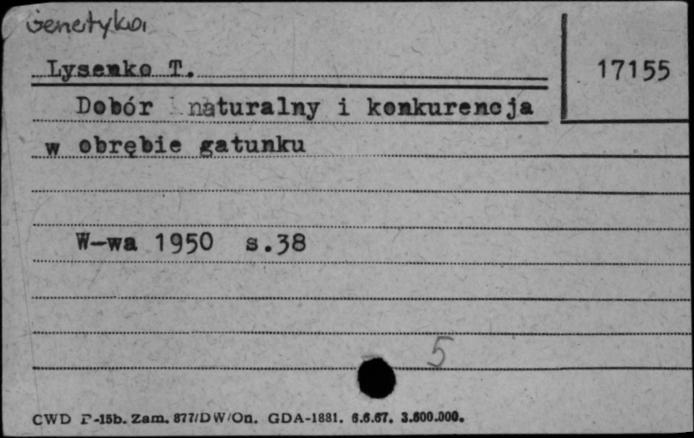 Genetyka
Lysenko T.
17155
Dobór naturalny i konkurencja
w obrębie gatunku
W-wa 1950 s.38
5
CWD P-15b. Zam. 877/DW/On. GDA-1881. 6.6.67. 3.600.000.